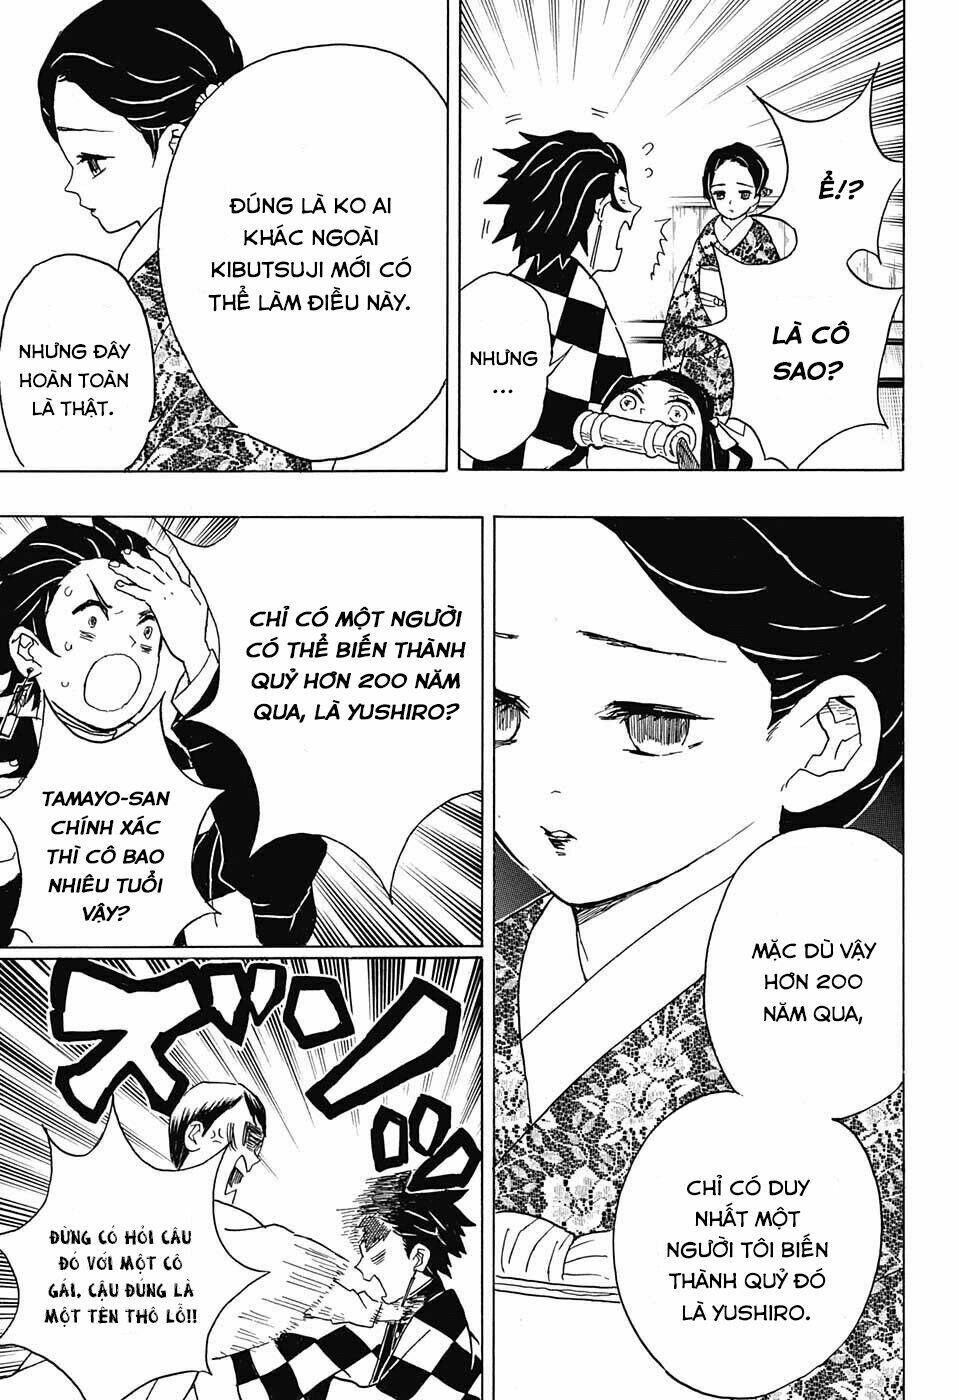 Ể!?
LÀ CÔ
SAO?
NHƯNG
...
ĐÚNG LÀ KO AI
KHÁC NGOÀI
KIBUTSUJI MỚI CÓ
THỂ LÀM ĐIỀU NÀY.
NHƯNG ĐÂY
HOÀN TOÀN
LÀ THẬT.
MẶC DÙ VẬY
HƠN 200
NĂM QUA,
CHỈ CÓ DUY
NHẤT MỘT
NGƯỜI TÔI BIẾN
THÀNH QUỶ ĐÓ
LÀ YUSHIRO.
CHỈ CÓ MỘT NGƯỜI
CÓ THỂ BIẾN THÀNH
QUỶ HƠN 200 NĂM
QUA, LÀ YUSHIRO?
TAMAYO-SAN
CHÍNH XÁC
THÌ CÔ BAO
NHIÊU TUỔI
VẬY?
ズンッ
ĐỪNG CÓ HỎI CÂU
ĐÓ VỚI MỘT CÔ
GÁI, CẬU ĐÚNG LÀ
MỘT TÊN THÔ LỖ!!